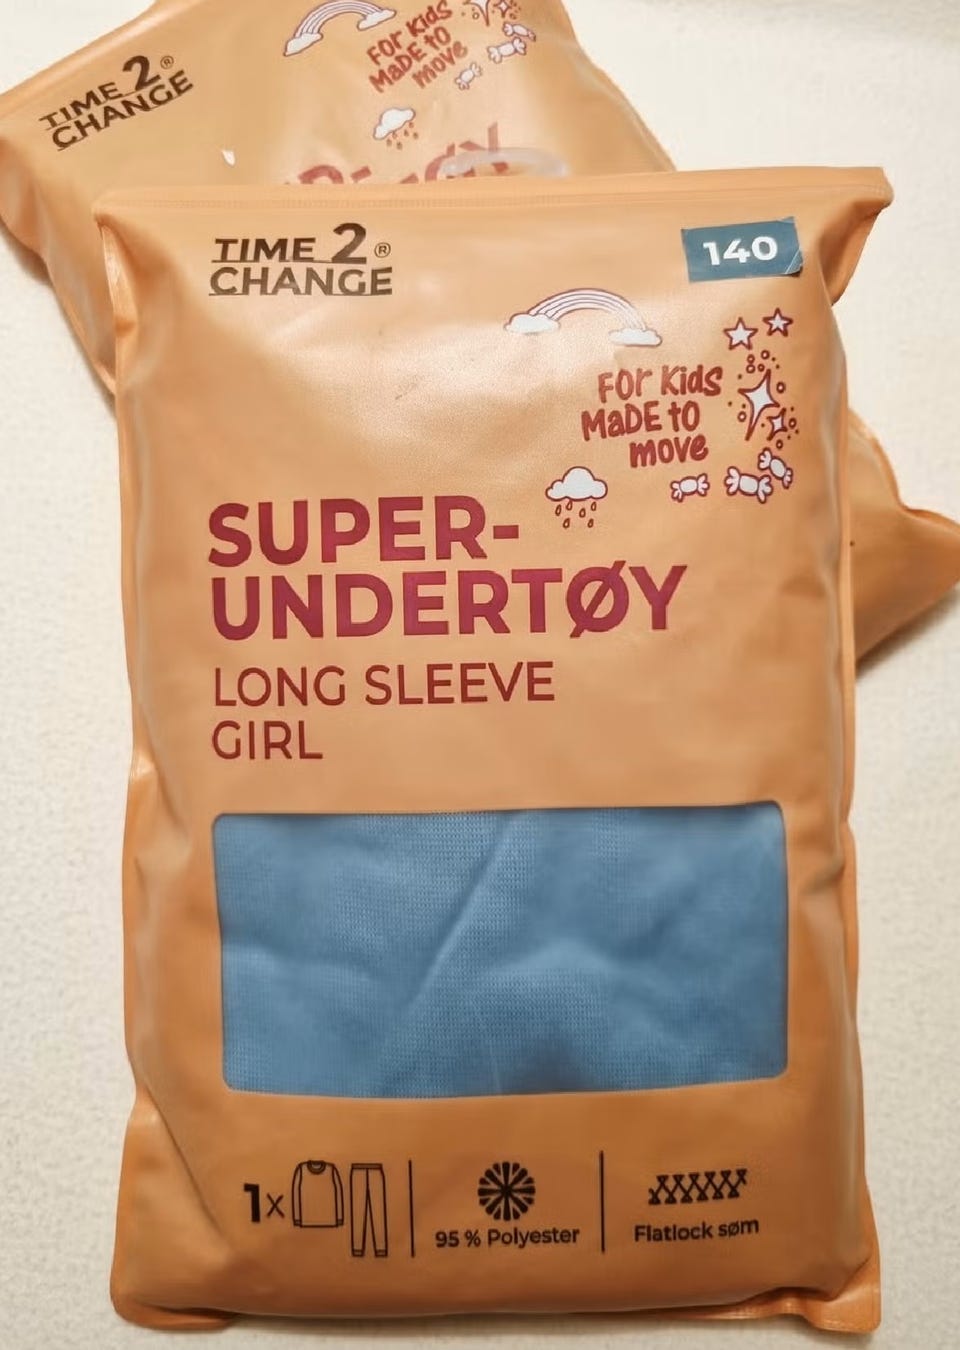 TIME 2®
CHANGE
FOR Kids
MADE to
move
TIME 2®
CHANGE
140
FOR Kids
MADE to
move
SUPER-
UNDERTØY
LONG SLEEVE
GIRL
1x
95 % Polyester
Flatlock søm